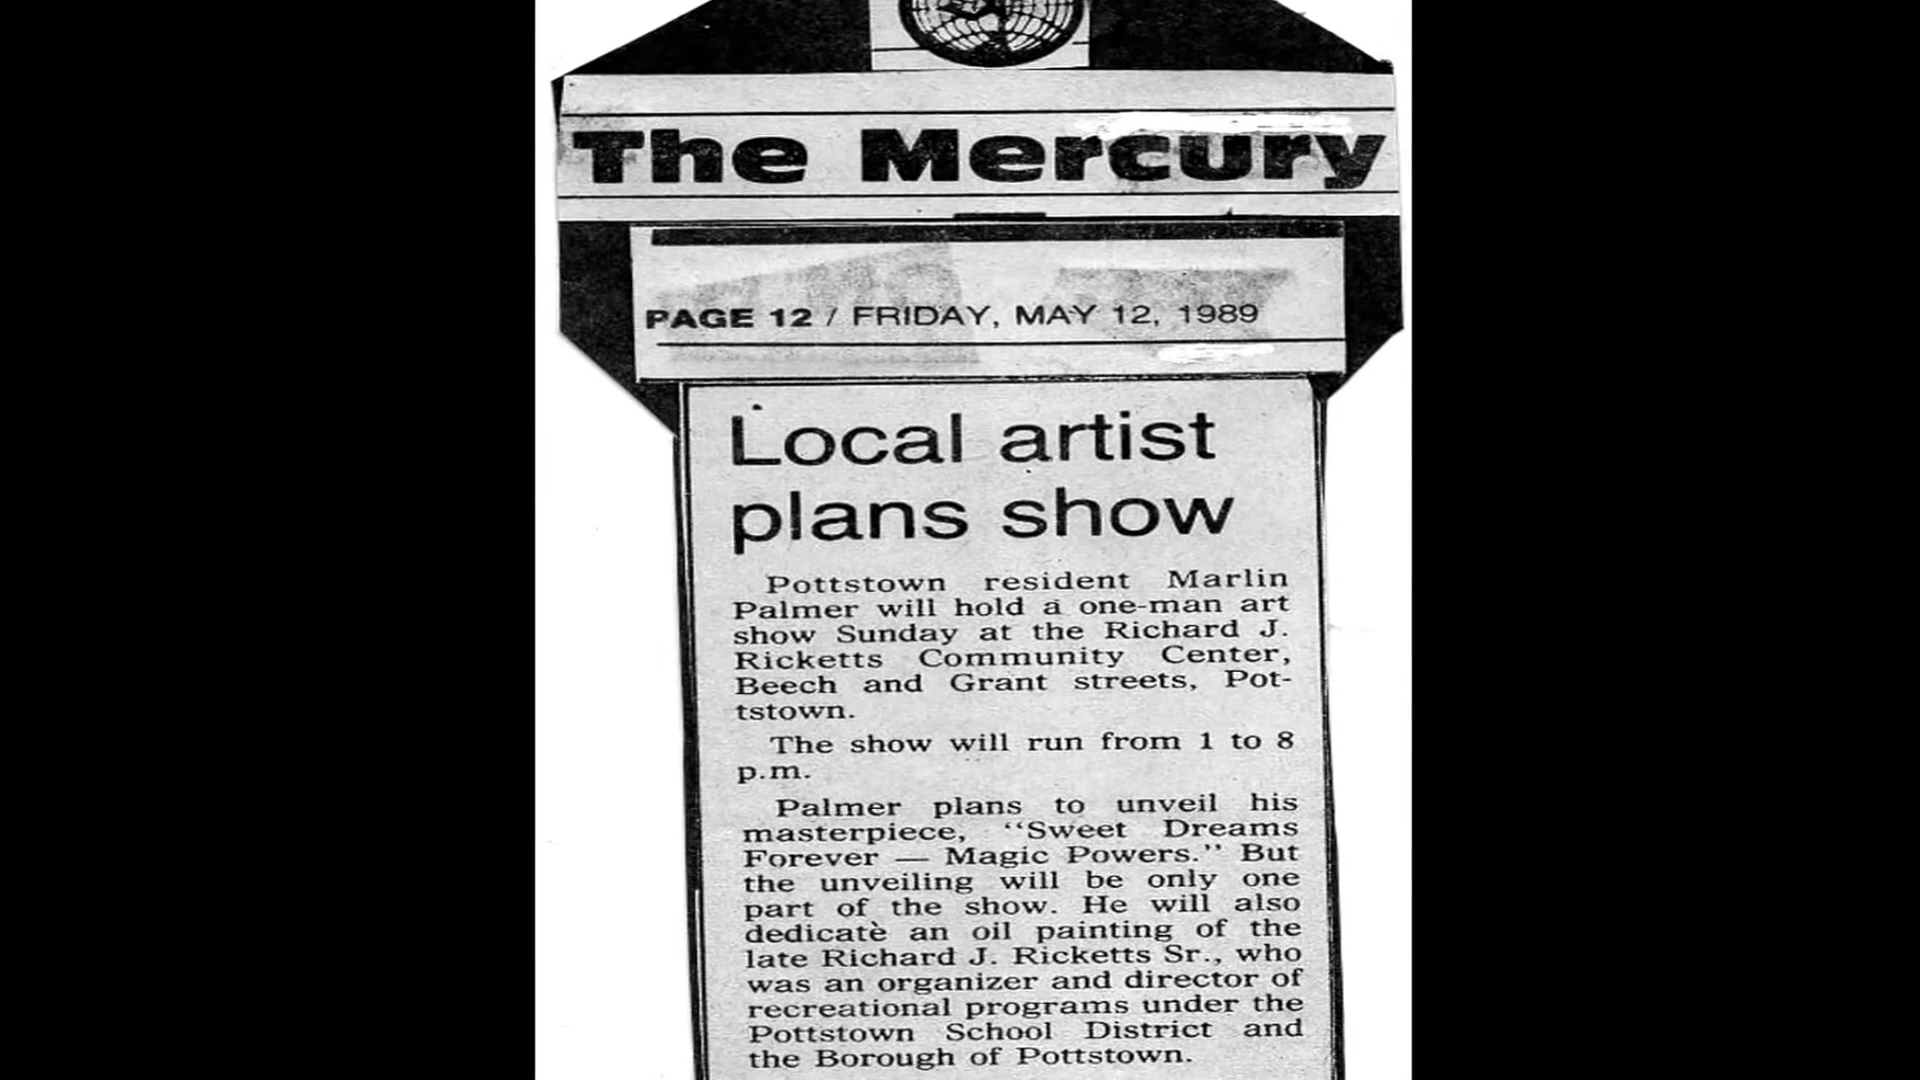 The Mercury
PAGE 12 / FRIDAY, MAY 12, 1989
Local artist
plans show
Pottstown resident Marlin
Palmer will hold a one-man art
show Sunday at the Richard J.
Ricketts Community Center,
Beech and Grant streets, Pot-
tstown.
The show will run from 1 to 8
p.m.
Palmer plans to unveil his
masterpiece, “Sweet Dreams
Forever — Magic Powers.” But
the unveiling will be only one
part of the show. He will also
dedicate an oil painting of the
late Richard J. Ricketts Sr., who
was an organizer and director of
recreational programs under the
Pottstown School District and
the Borough of Pottstown.